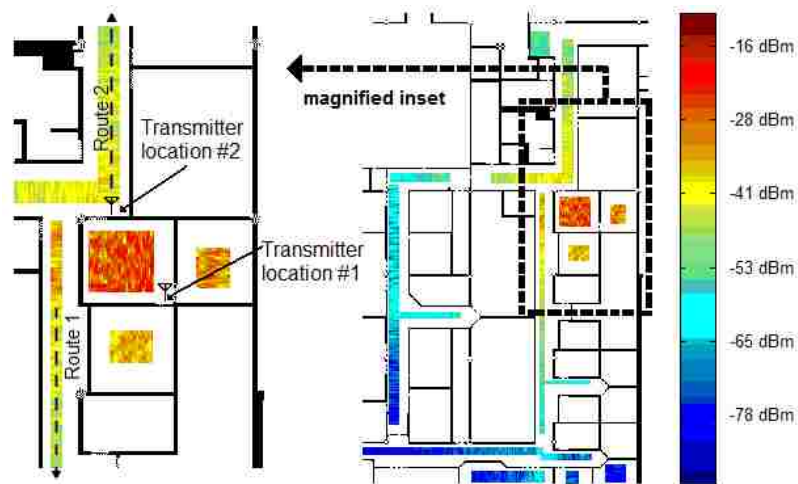 Route 2
Transmitter
location #2
Transmitter
location #1
Route 1
magnified inset
-16 dBm
-28 dBm
-41 dBm
-53 dBm
-65 dBm
-78 dBm